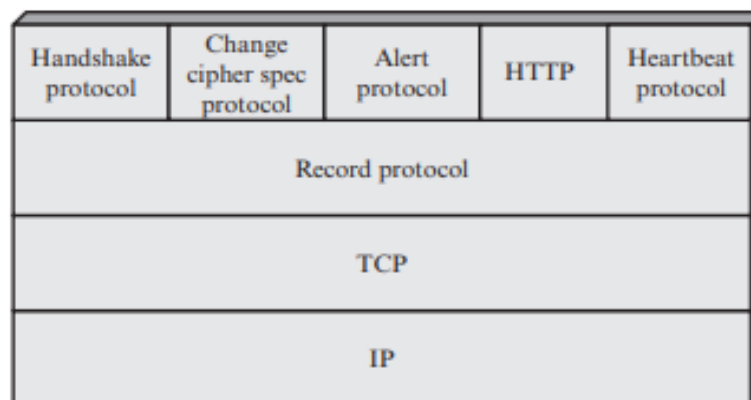 Handshake
protocol
Change
cipher spec
protocol
Alert
protocol
HTTP
Heartbeat
protocol
Record protocol
TCP
IP